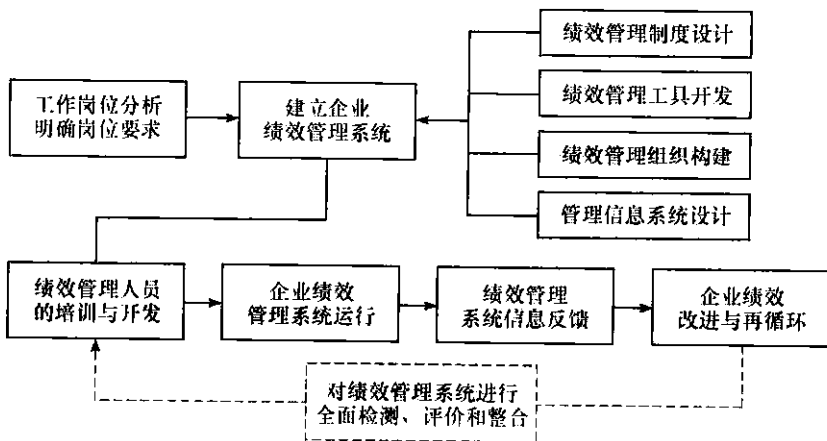 绩效管理制度设计
工作岗位分析
明确岗位要求
建立企业
绩效管理系统
绩效管理工具开发
绩效管理组织构建
管理信息系统设计
绩效管理人员
的培训与开发
企业绩效
管理系统运行
绩效管理
系统信息反馈
企业绩效
改进与再循环
对绩效管理系统进行
全面检测、评价和整合